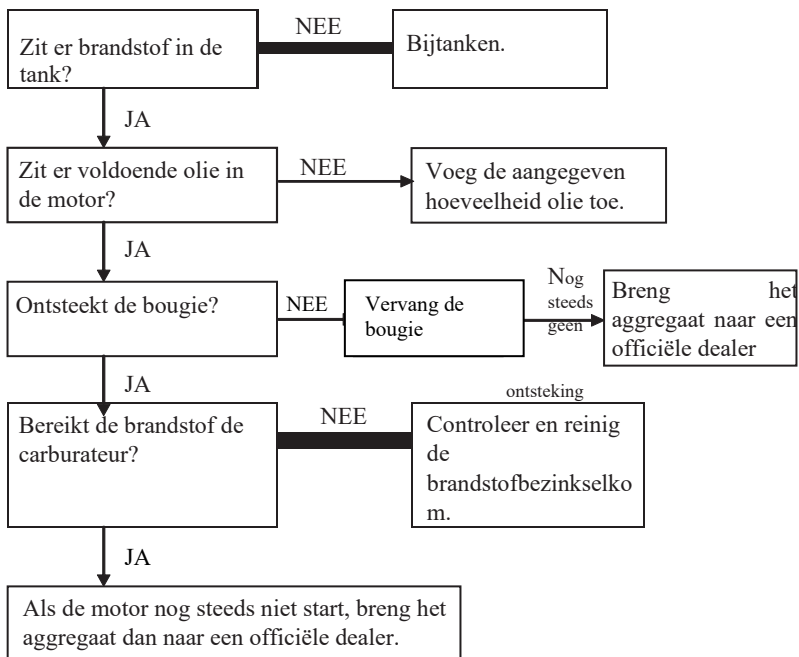 Zit er brandstof in de
tank?
NEE
Bijtanken.
JA
Zit er voldoende olie in
de motor?
NEE
Voeg de aangegeven
hoeveelheid olie toe.
JA
Ontsteekt de bougie?
NEE
Vervang de
bougie
Nog
steeds
geen
ontsteking
Breng het
aggregaat naar een
officiële dealer
JA
Bereikt de brandstof de
carburateur?
NEE
Controleer en reinig
de
brandstofbezinkselko
m.
JA
Als de motor nog steeds niet start, breng het
aggregaat dan naar een officiële dealer.